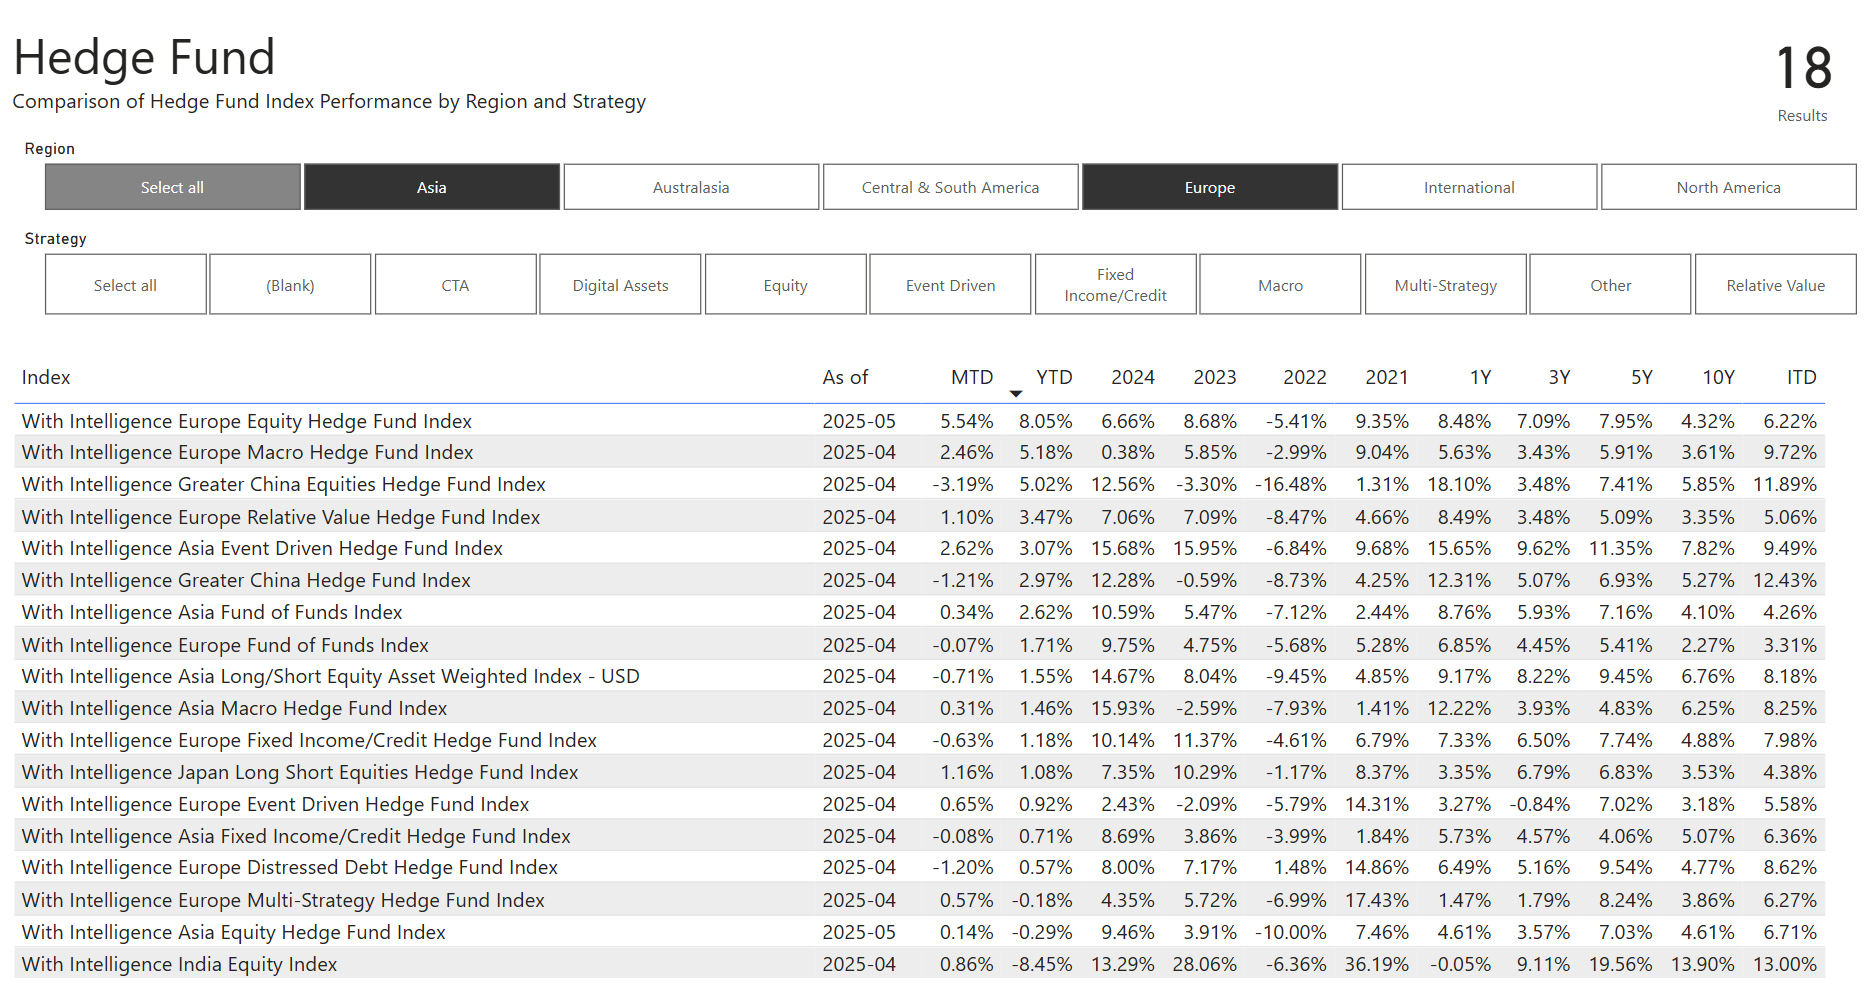 Hedge Fund
18
Comparison of Hedge Fund Index Performance by Region and Strategy
Results
Region
Select all Asia Australasia Central & South America Europe International North America
Strategy
Select all (Blank) CTA Digital Assets Equity Event Driven Fixed Income/Credit Macro Multi-Strategy Other Relative Value
Index As of MTD YTD 2024 2023 2022 2021 1Y 3Y 5Y 10Y ITD
With Intelligence Europe Equity Hedge Fund Index 2025-05 5.54% 8.05% 6.66% 8.68% -5.41% 9.35% 8.48% 7.09% 7.95% 4.32% 6.22%
With Intelligence Europe Macro Hedge Fund Index 2025-04 2.46% 5.18% 0.38% 5.85% -2.99% 9.04% 5.63% 3.43% 5.91% 3.61% 9.72%
With Intelligence Greater China Equities Hedge Fund Index 2025-04 -3.19% 5.02% 12.56% -3.30% -16.48% 1.31% 18.10% 3.48% 7.41% 5.85% 11.89%
With Intelligence Europe Relative Value Hedge Fund Index 2025-04 1.10% 3.47% 7.06% 7.09% -8.47% 4.66% 8.49% 3.48% 5.09% 3.35% 5.06%
With Intelligence Asia Event Driven Hedge Fund Index 2025-04 2.62% 3.07% 15.68% 15.95% -6.84% 9.68% 15.65% 9.62% 11.35% 7.82% 9.49%
With Intelligence Greater China Hedge Fund Index 2025-04 -1.21% 2.97% 12.28% -0.59% -8.73% 4.25% 12.31% 5.07% 6.93% 5.27% 12.43%
With Intelligence Asia Fund of Funds Index 2025-04 0.34% 2.62% 10.59% 5.47% -7.12% 2.44% 8.76% 5.93% 7.16% 4.10% 4.26%
With Intelligence Europe Fund of Funds Index 2025-04 -0.07% 1.71% 9.75% 4.75% -5.68% 5.28% 6.85% 4.45% 5.41% 2.27% 3.31%
With Intelligence Asia Long/Short Equity Asset Weighted Index - USD 2025-04 -0.71% 1.55% 14.67% 8.04% -9.45% 4.85% 9.17% 8.22% 9.45% 6.76% 8.18%
With Intelligence Asia Macro Hedge Fund Index 2025-04 0.31% 1.46% 15.93% -2.59% -7.93% 1.41% 12.22% 3.93% 4.83% 6.25% 8.25%
With Intelligence Europe Fixed Income/Credit Hedge Fund Index 2025-04 -0.63% 1.18% 10.14% 11.37% -4.61% 6.79% 7.33% 6.50% 7.74% 4.88% 7.98%
With Intelligence Japan Long Short Equities Hedge Fund Index 2025-04 1.16% 1.08% 7.35% 10.29% -1.17% 8.37% 3.35% 6.79% 6.83% 3.53% 4.38%
With Intelligence Europe Event Driven Hedge Fund Index 2025-04 0.65% 0.92% 2.43% -2.09% -5.79% 14.31% 3.27% -0.84% 7.02% 3.18% 5.58%
With Intelligence Asia Fixed Income/Credit Hedge Fund Index 2025-04 -0.08% 0.71% 8.69% 3.86% -3.99% 1.84% 5.73% 4.57% 4.06% 5.07% 6.36%
With Intelligence Europe Distressed Debt Hedge Fund Index 2025-04 -1.20% 0.57% 8.00% 7.17% 1.48% 14.86% 6.49% 5.16% 9.54% 4.77% 8.62%
With Intelligence Europe Multi-Strategy Hedge Fund Index 2025-04 0.57% -0.18% 4.35% 5.72% -6.99% 17.43% 1.47% 1.79% 8.24% 3.86% 6.27%
With Intelligence Asia Equity Hedge Fund Index 2025-05 0.14% -0.29% 9.46% 3.91% -10.00% 7.46% 4.61% 3.57% 7.03% 4.61% 6.71%
With Intelligence India Equity Index 2025-04 0.86% -8.45% 13.29% 28.06% -6.36% 36.19% -0.05% 9.11% 19.56% 13.90% 13.00%